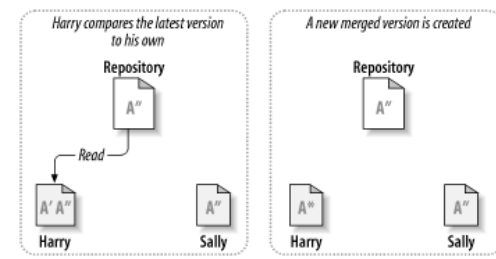 Harry compares the latest version
to his own
Repository
A"
Read
A' A"
A"
Harry
Sally
A new merged version is created
Repository
A"
A*
A"
Harry
Sally